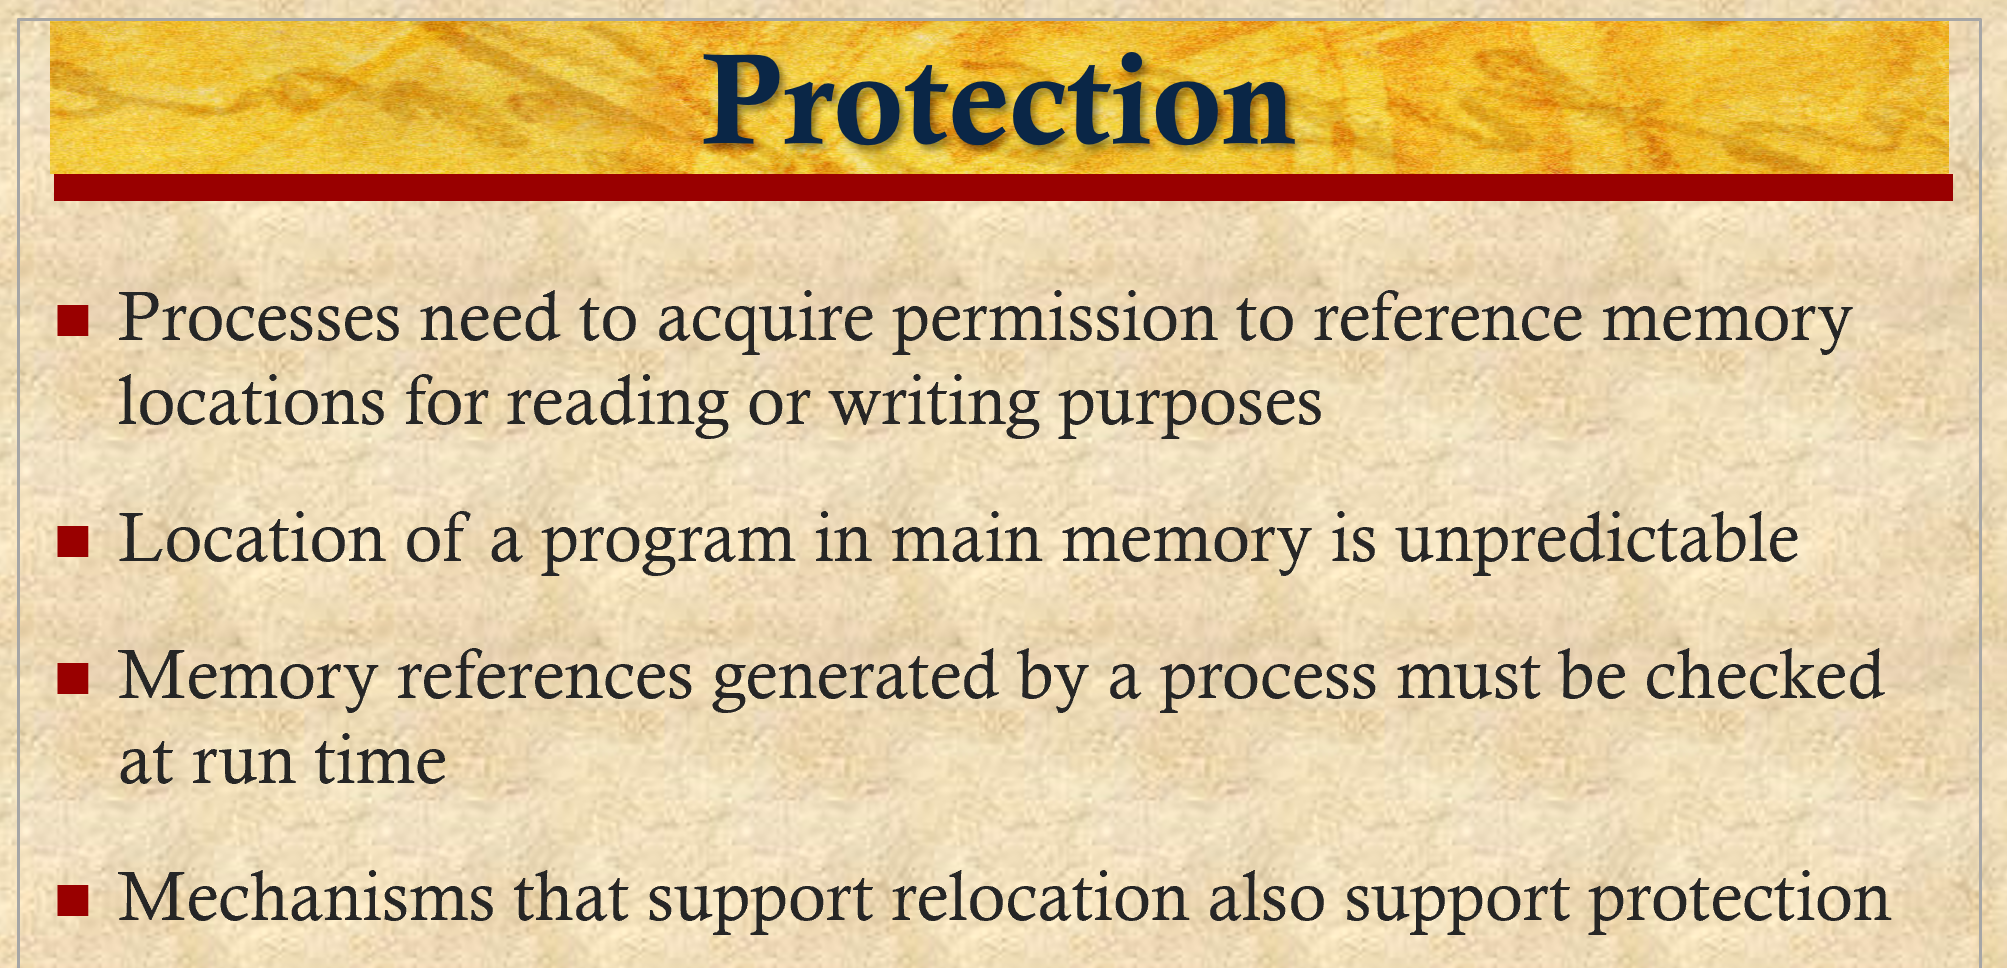 Protection
Processes need to acquire permission to reference memory
locations for reading or writing purposes
Location of a program in main memory is unpredictable
Memory references generated by a process must be checked
at run time
Mechanisms that support relocation also support protection